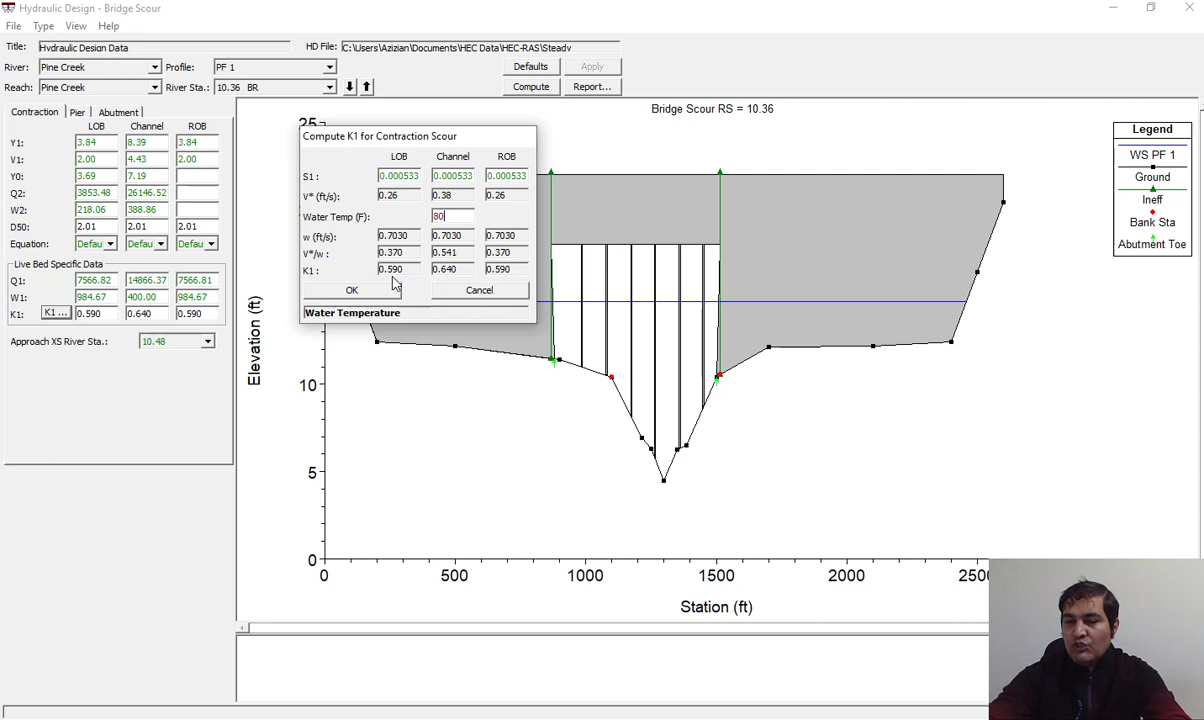 Hydraulic Design - Bridge Scour
File Type View Help
Title: Hydraulic Design Data HD File: C:\Users\Azizian\Documents\HEC Data\HEC-RAS\Steadv
River: Pine Creek Profile: PF 1 Defaults Apply
Reach: Pine Creek River Sta.: 10.36 BR Compute Report...
Contraction Pier Abutment
LOB Channel ROB
Y1: 3.84 8.39 3.84
V1: 2.00 4.43 2.00
Y0: 3.69 7.19
Q2: 3853.48 26146.52
W2: 218.06 388.86
D50: 2.01 2.01 2.01
Equation: Defau Defau Defau
Live Bed Specific Data
Q1: 7566.82 14866.37 7566.81
W1: 984.67 400.00 984.67
K1: K1 ... 0.590 0.640 0.590
Approach XS River Sta.: 10.48
Bridge Scour RS = 10.36
Compute K1 for Contraction Scour
LOB Channel ROB
S1: 0.000533 0.000533 0.000533
V* (ft/s): 0.26 0.38 0.26
Water Temp (F): 80
w (ft/s): 0.7030 0.7030 0.7030
V*/w : 0.370 0.541 0.370
K1 : 0.590 0.640 0.590
OK Cancel
Water Temperature
Legend
WS PF 1
Ground
Ineff
Bank Sta
Abutment Toe
25
10
5
0
Elevation (ft)
0 500 1000 1500 2000
Station (ft)